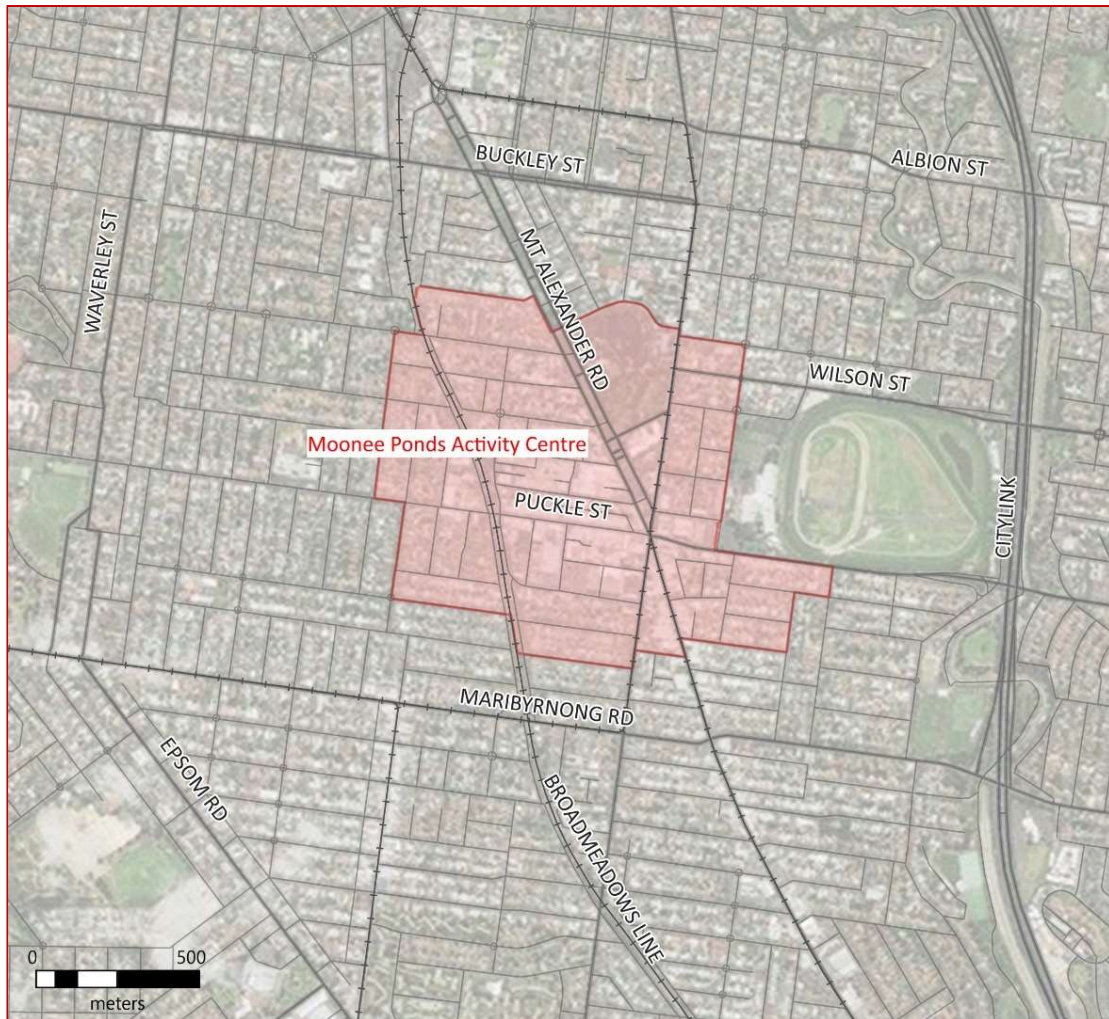 BUCKLEY ST
ALBION ST
WAVERLEY ST
MT ALEXANDER RD
WILSON ST
Moonee Ponds Activity Centre
PUCKLE ST
CITYLINK
MARIBYRNONG RD
EPSOM RD
BROADMEADOWS LINE
0 500
meters